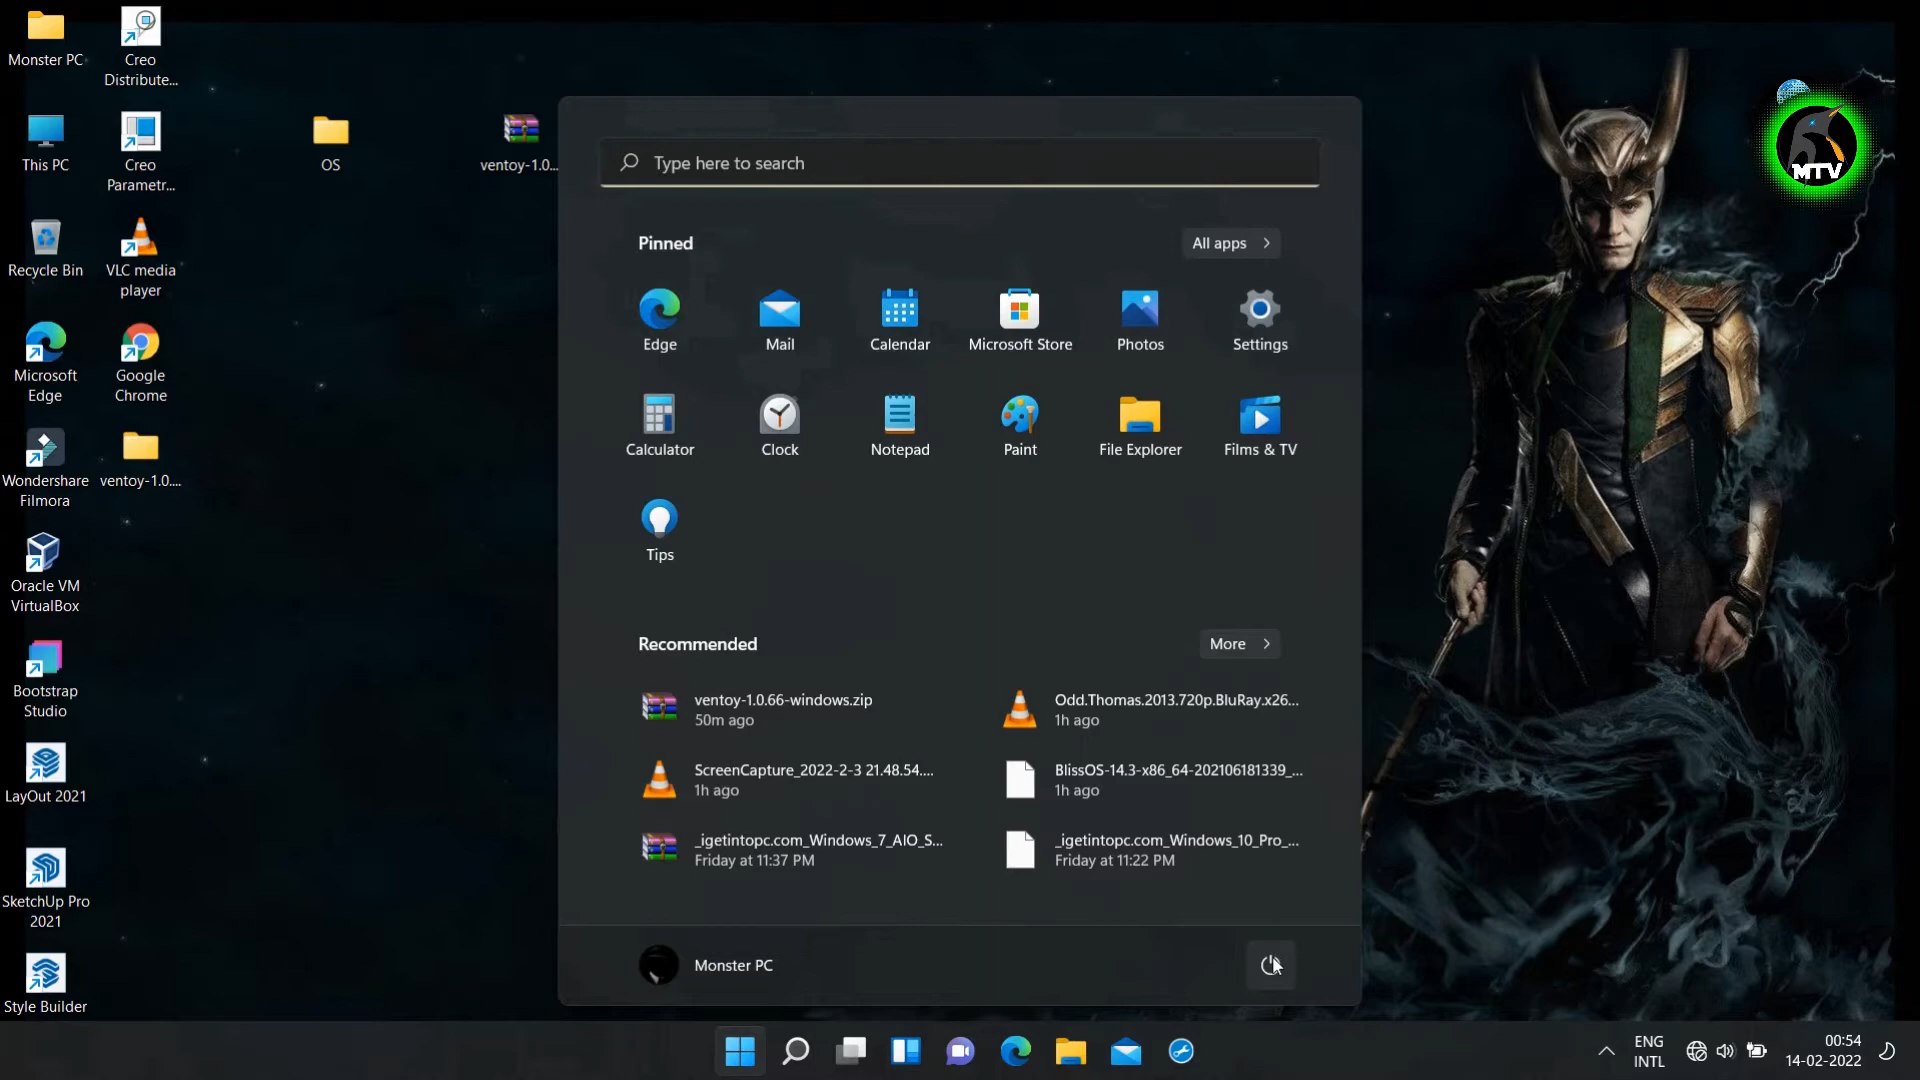 Monster PC
Creo
Distribute...
This PC
Creo
Parametr...
Recycle Bin
VLC media
player
Microsoft
Edge
Google
Chrome
Wondershare
Filmora
ventoy-1.0....
Oracle VM
VirtualBox
Bootstrap
Studio
LayOut 2021
SketchUp Pro
2021
Style Builder
OS
ventoy-1.0...
Type here to search
Pinned
All apps
Edge
Mail
Calendar
Microsoft Store
Photos
Settings
Calculator
Clock
Notepad
Paint
File Explorer
Films & TV
Tips
Recommended
More
ventoy-1.0.66-windows.zip
50m ago
Odd.Thomas.2013.720p.BluRay.x26...
1h ago
ScreenCapture_2022-2-3 21.48.54....
1h ago
BlissOS-14.3-x86_64-202106181339_...
1h ago
_igetintopc.com_Windows_7_AIO_S...
Friday at 11:37 PM
_igetintopc.com_Windows_10_Pro_...
Friday at 11:22 PM
Monster PC
MTV
ENG
INTL
00:54
14-02-2022